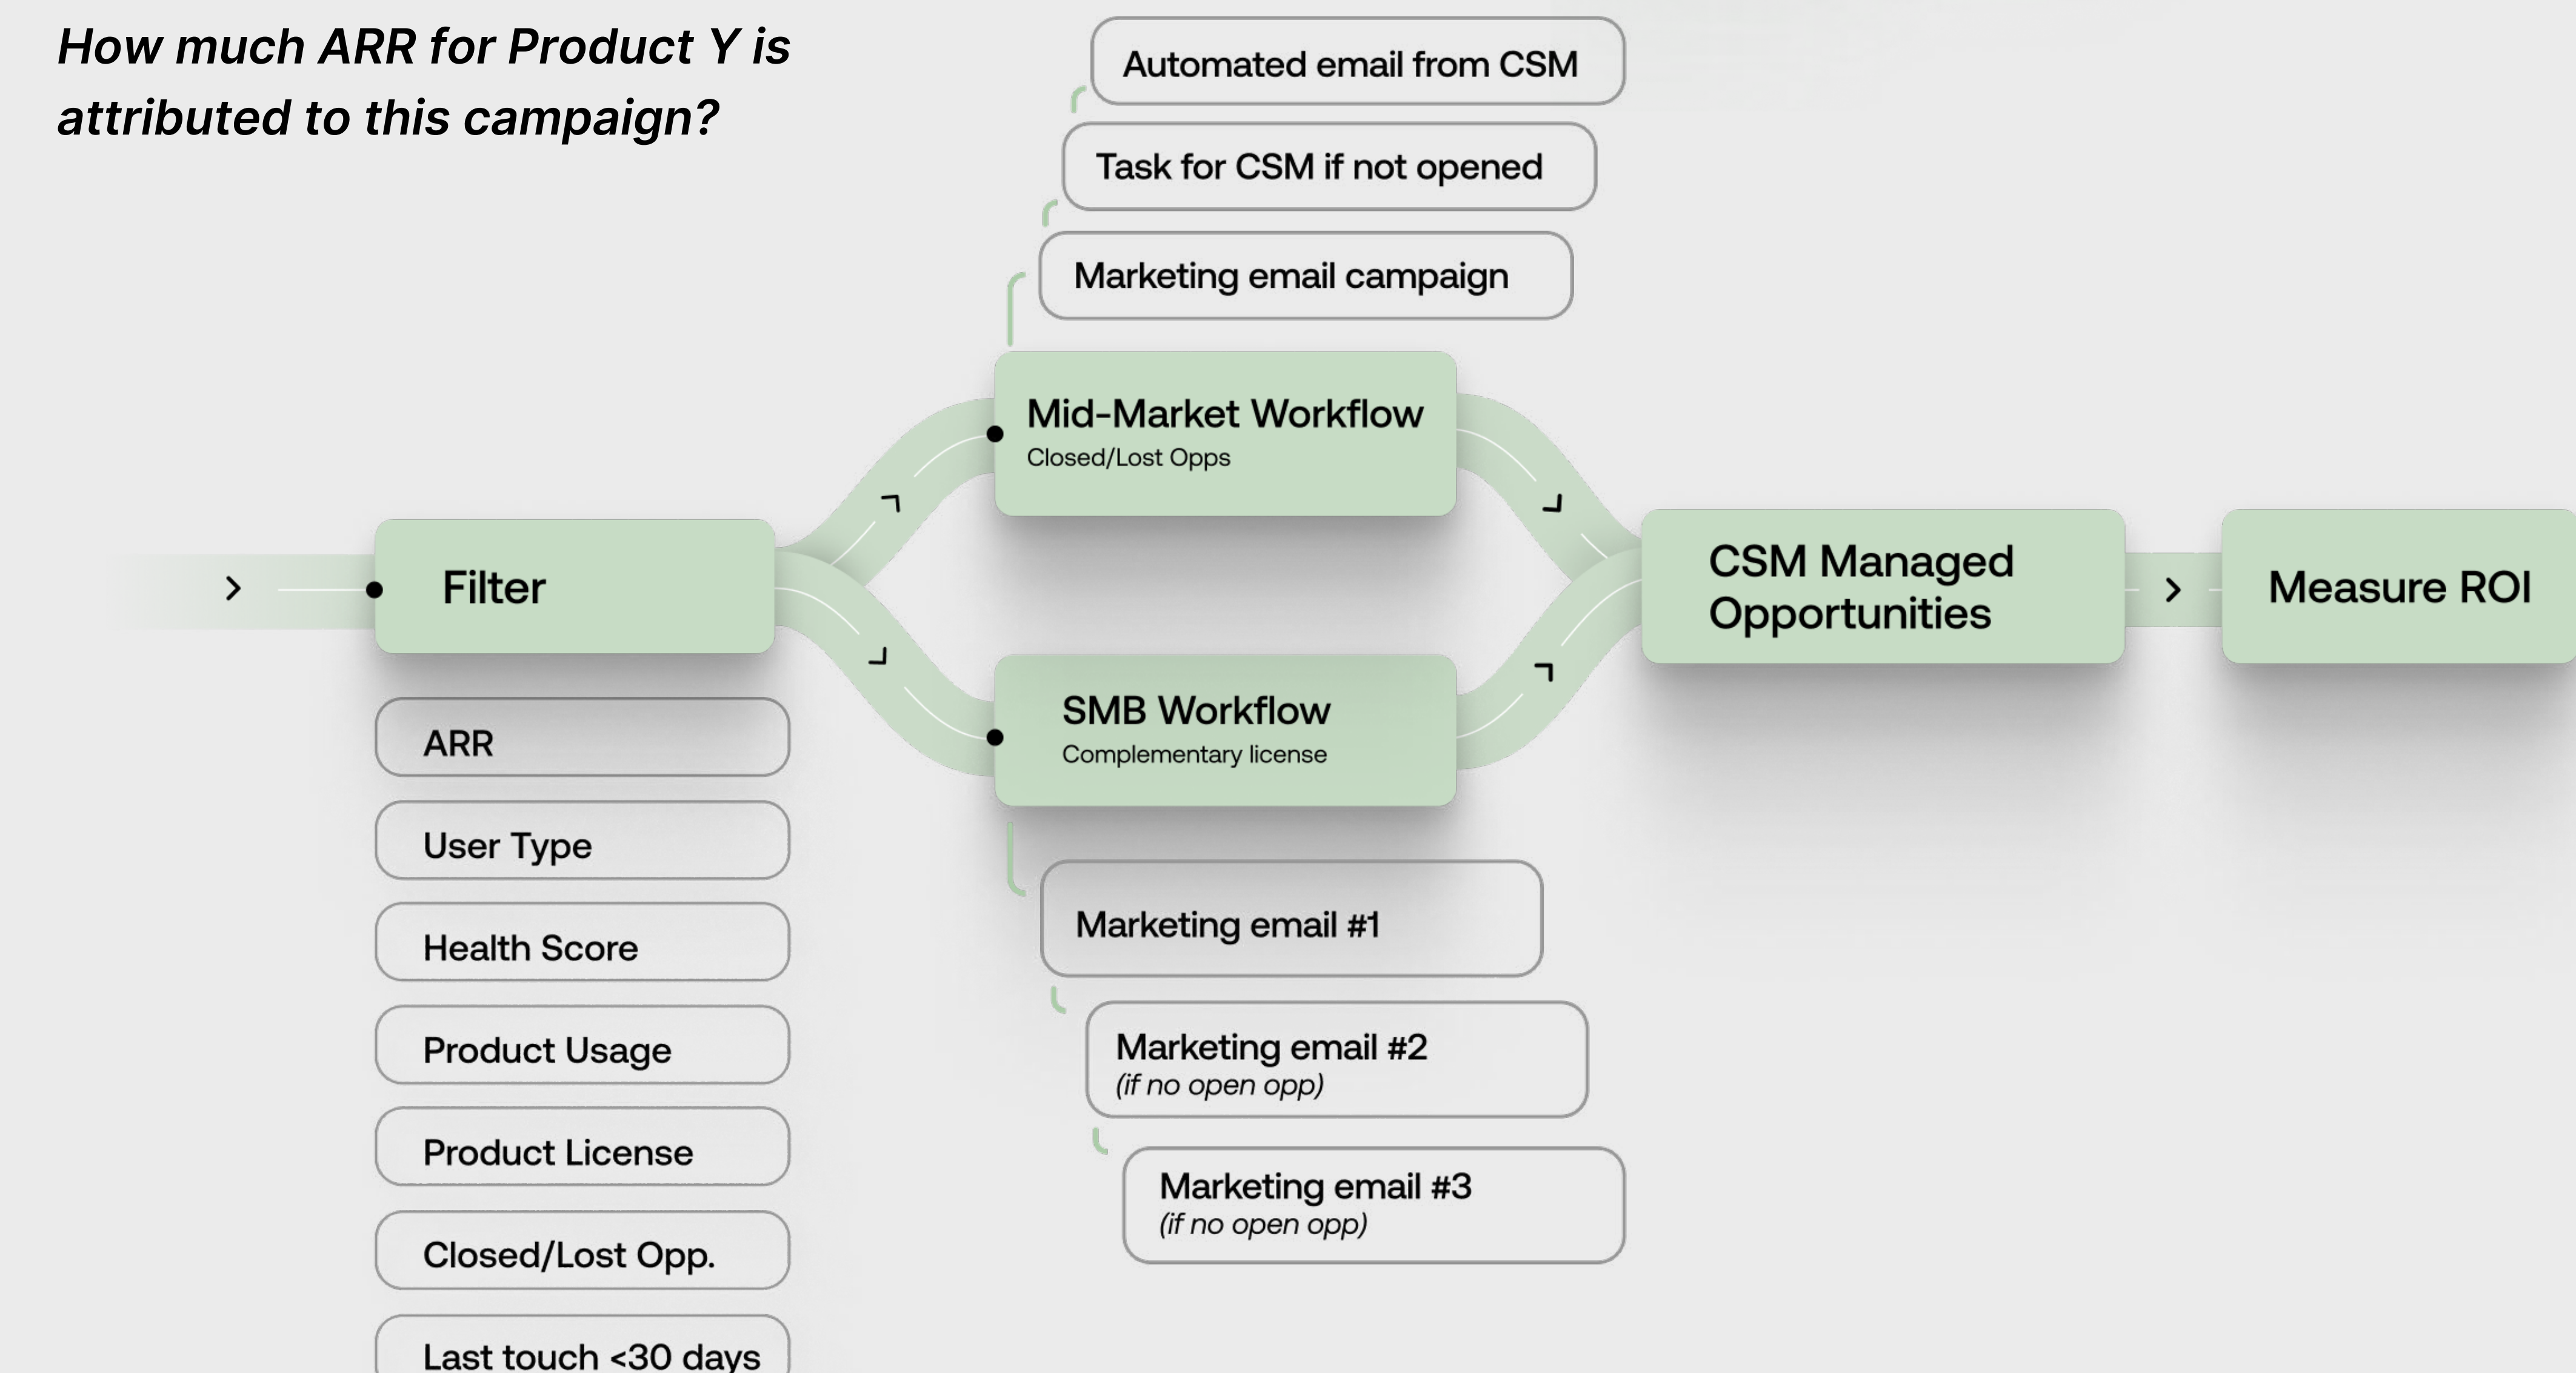 How much ARR for Product Y is
attributed to this campaign?
Automated email from CSM
Task for CSM if not opened
Marketing email campaign
Mid-Market Workflow
Closed/Lost Opps
Filter
ARR
User Type
Health Score
Product Usage
Product License
Closed/Lost Opp.
Last touch <30 days
SMB Workflow
Complementary license
Marketing email #1
Marketing email #2
(if no open opp)
Marketing email #3
(if no open opp)
CSM Managed
Opportunities
Measure ROI